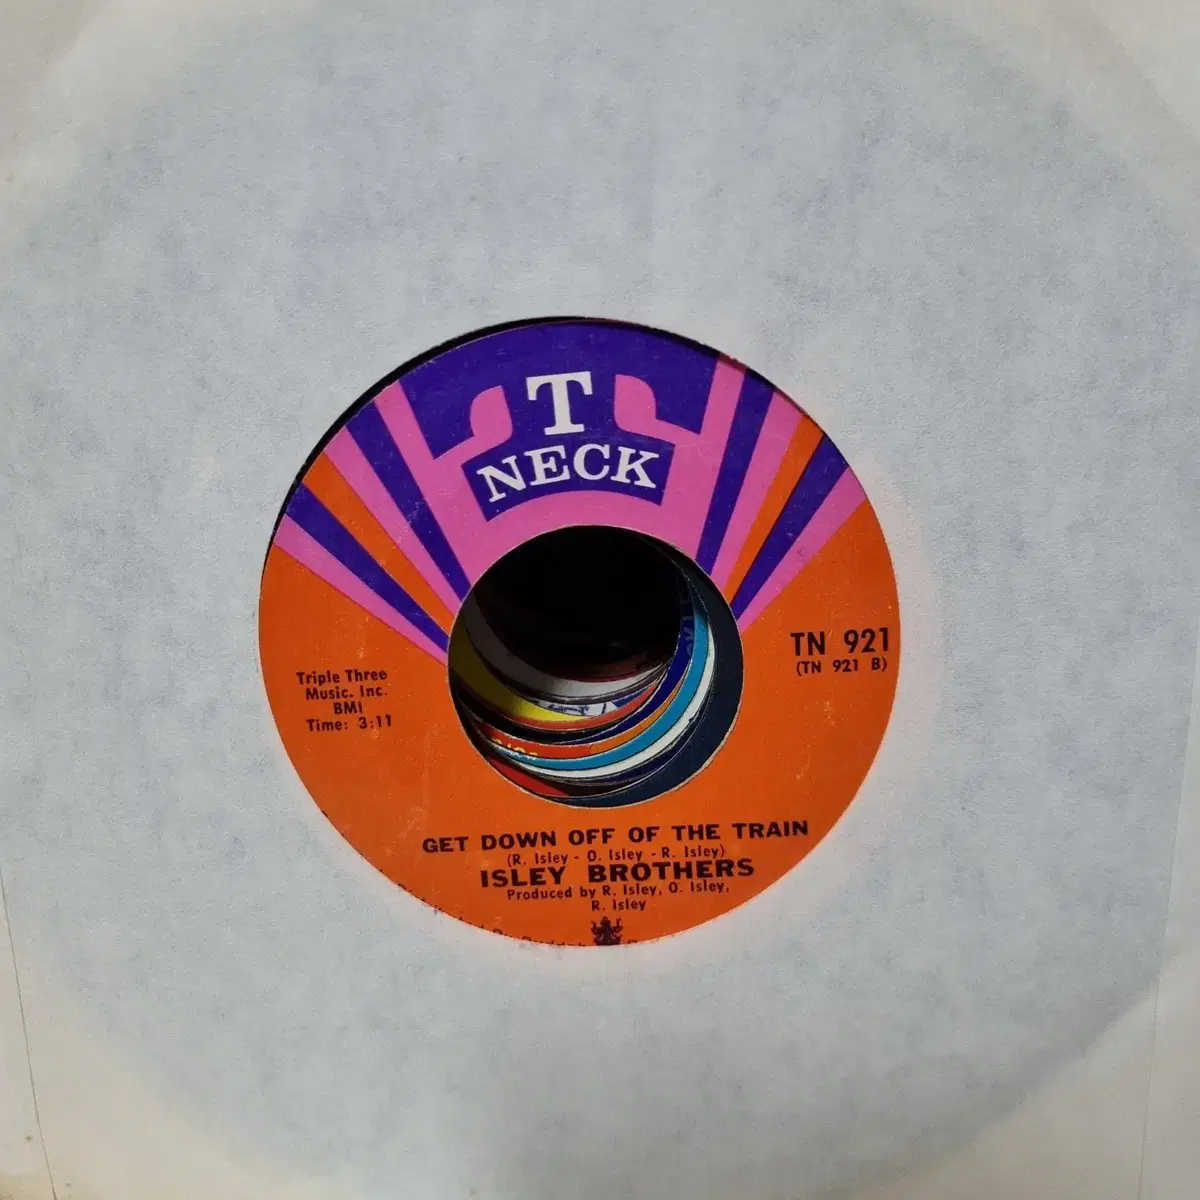 T
NECK
TN 921
(TN 921 B)
Triple Three
Music, Inc.
BMI
Time: 3:11
GET DOWN OFF OF THE TRAIN
(R. Isley - O. Isley - R. Isley)
ISLEY BROTHERS
Produced by R. Isley, O. Isley,
R. Isley